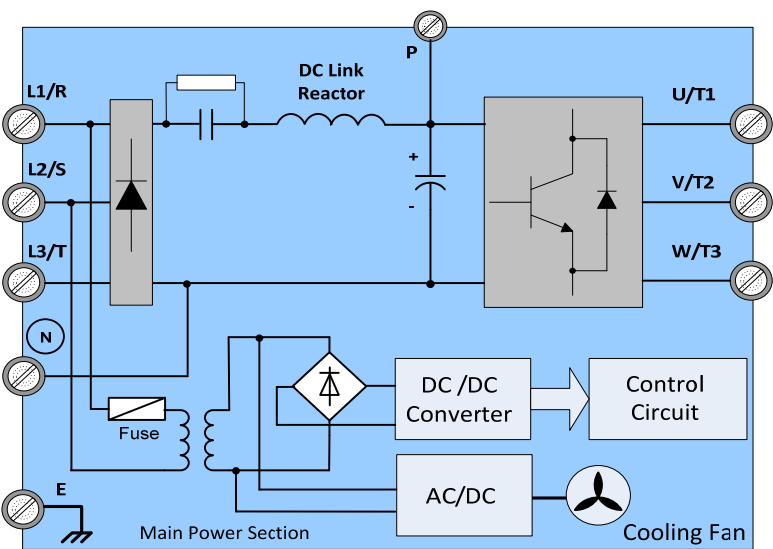 P
L1/R
DC Link
Reactor
U/T1
L2/S
+
-
V/T2
L3/T
W/T3
N
DC /DC
Converter
Control
Circuit
Fuse
E
AC/DC
Main Power Section
Cooling Fan